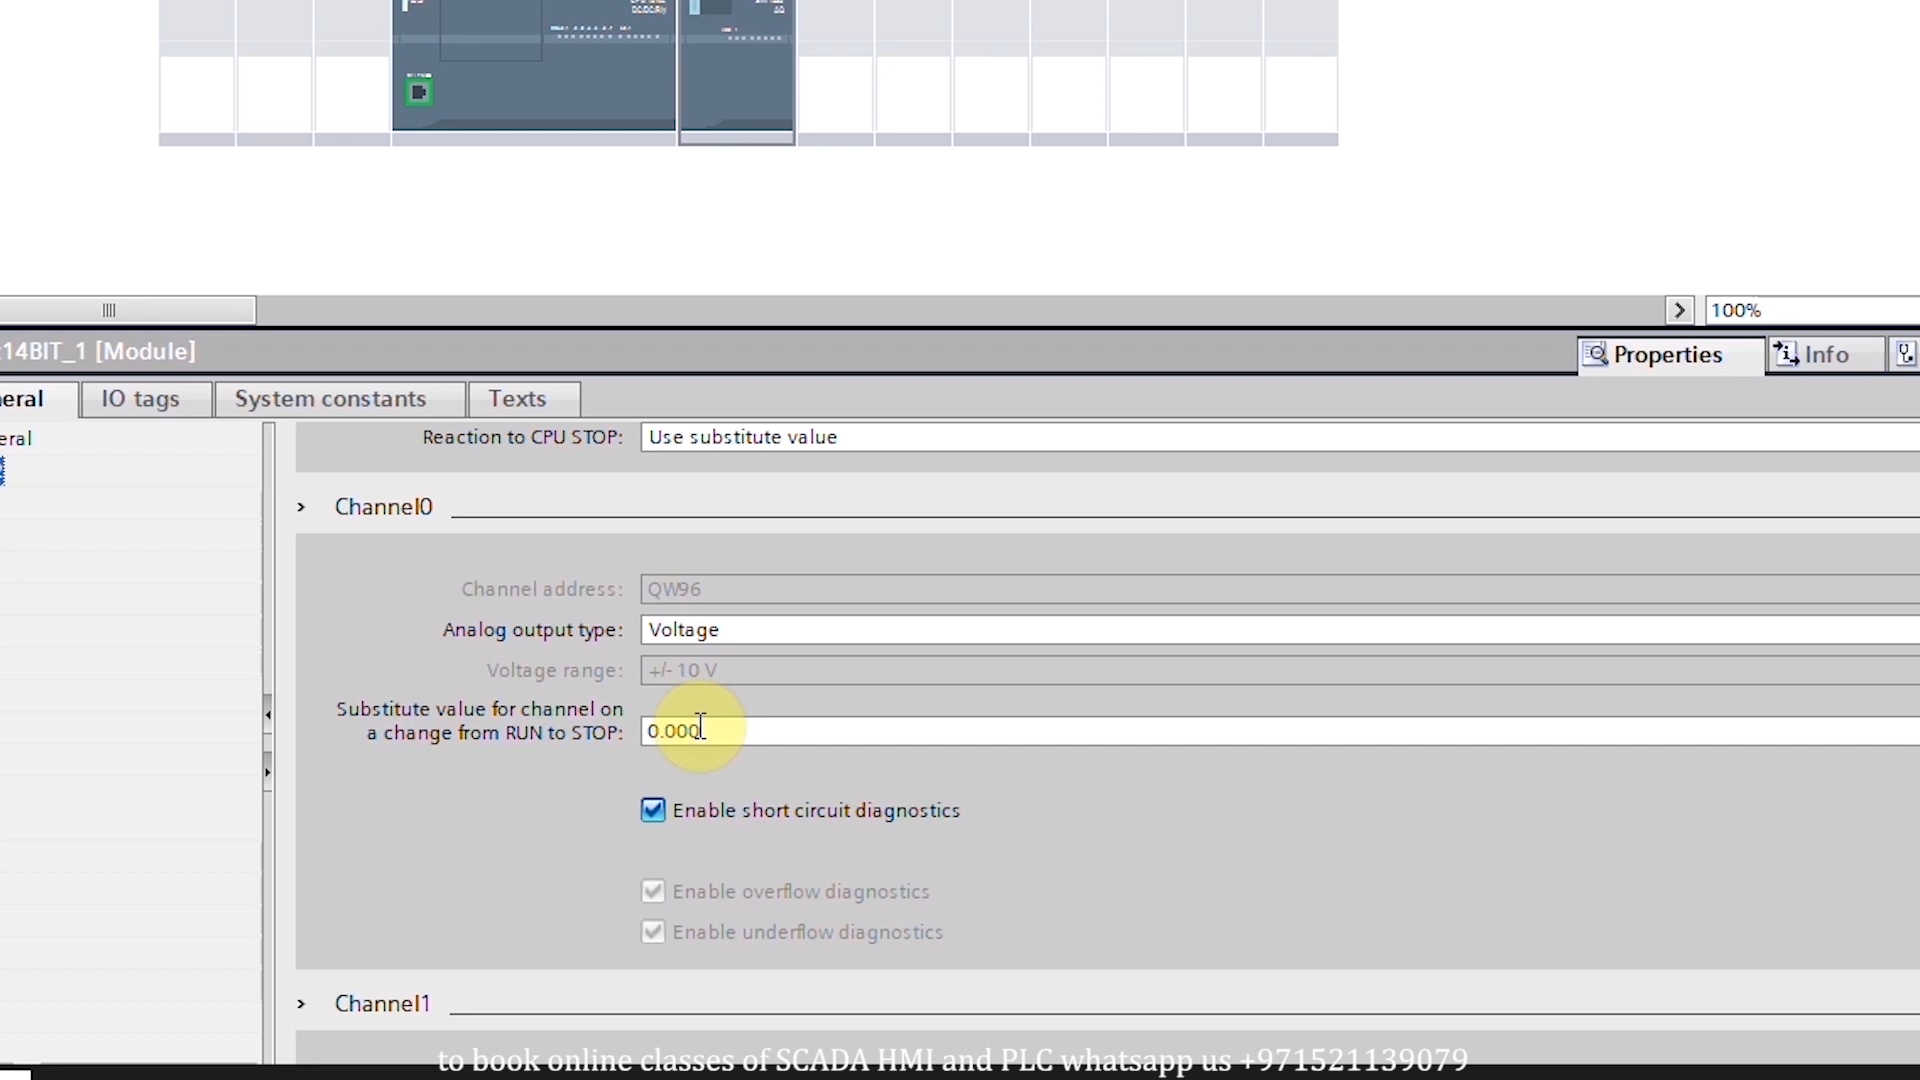 100%
:14BIT_1 [Module]
Properties
Info
eral
IO tags
System constants
Texts
eral
Reaction to CPU STOP: Use substitute value
Channel0
Channel address: QW96
Analog output type: Voltage
Voltage range: +/- 10 V
Substitute value for channel on
a change from RUN to STOP: 0.000
Enable short circuit diagnostics
Enable overflow diagnostics
Enable underflow diagnostics
Channel1
to book online classes of SCADA HMI and PLC whatsapp us +971521139079